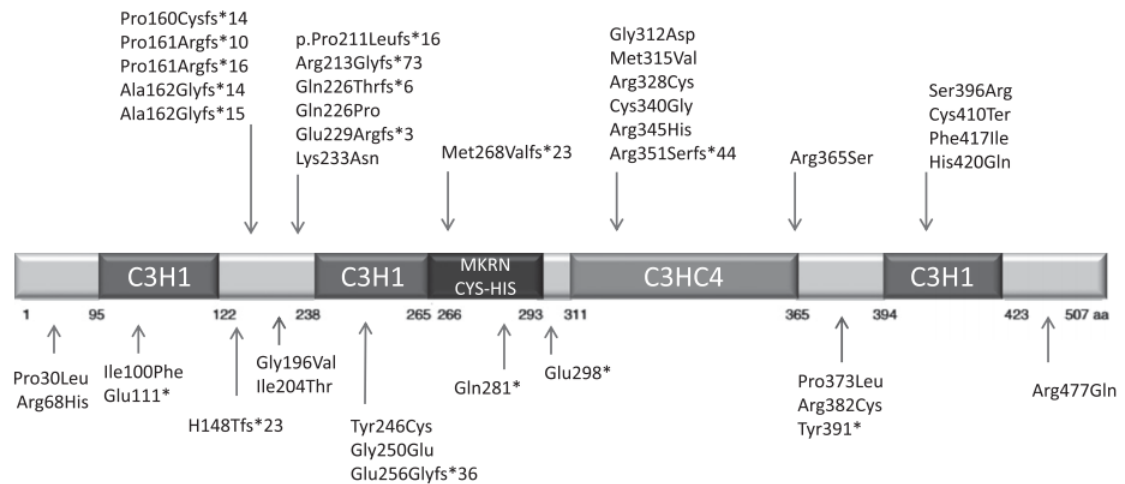 Pro160Cysfs*14
Pro161Argfs*10
Pro161Argfs*16
Ala162Glyfs*14
Ala162Glyfs*15
p.Pro211Leufs*16
Arg213Glyfs*73
Gln226Thrfs*6
Gln226Pro
Glu229Argfs*3
Lys233Asn
Met268Valfs*23
Gly312Asp
Met315Val
Arg328Cys
Cys340Gly
Arg345His
Arg351Serfs*44
Arg365Ser
Ser396Arg
Cys410Ter
Phe417Ile
His420Gln
C3H1
C3H1
MKRN
CYS-HIS
C3HC4
C3H1
1 95 122 238 265 266 293 311 365 394 423 507 aa
Pro30Leu
Arg68His
Ile100Phe
Glu111*
H148Tfs*23
Gly196Val
Ile204Thr
Tyr246Cys
Gly250Glu
Glu256Glyfs*36
Gln281*
Glu298*
Pro373Leu
Arg382Cys
Tyr391*
Arg477Gln